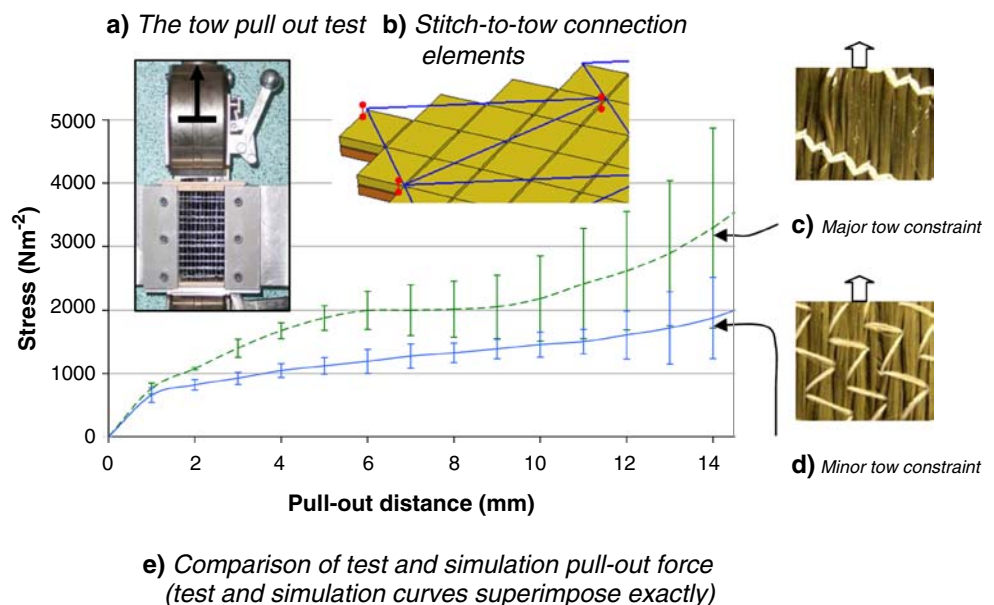 a) The tow pull out test
b) Stitch-to-tow connection
elements
5000
4000
3000
2000
1000
0
Stress (Nm-2)
0
2
4
6
8
10
12
14
Pull-out distance (mm)
c) Major tow constraint
d) Minor tow constraint
e) Comparison of test and simulation pull-out force
(test and simulation curves superimpose exactly)